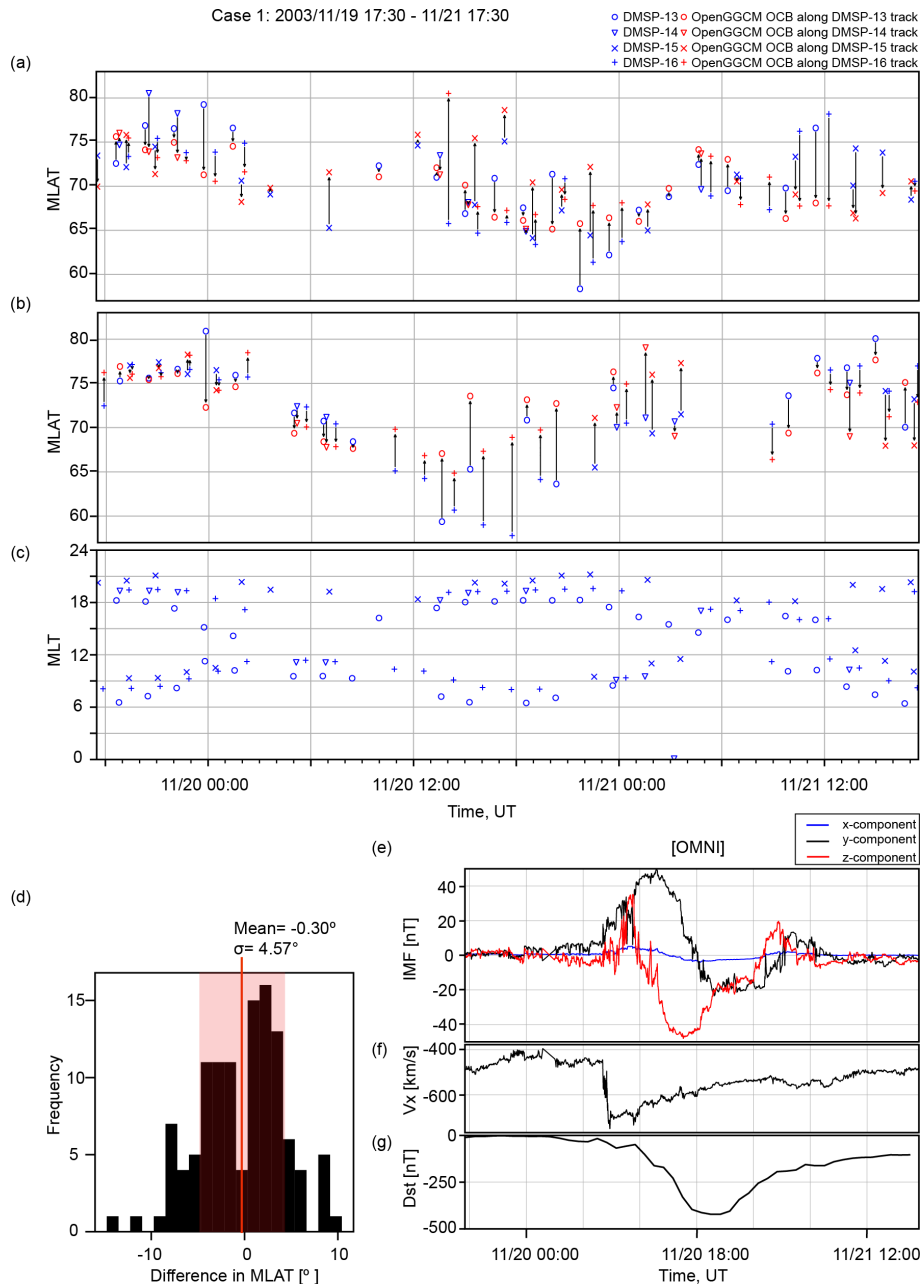 Case 1: 2003/11/19 17:30 - 11/21 17:30
DMSP-13 OpenGGCM OCB along DMSP-13 track
DMSP-14 OpenGGCM OCB along DMSP-14 track
DMSP-15 OpenGGCM OCB along DMSP-15 track
DMSP-16 OpenGGCM OCB along DMSP-16 track
(a)
80
75
70
65
60
MLAT
(b)
80
75
70
65
60
MLAT
(c)
24
18
12
6
0
MLT
11/20 00:00 11/20 12:00 11/21 00:00 11/21 12:00
Time, UT
(d)
Mean= -0.30º
σ= 4.57°
15
10
5
0
Frequency
-10 0 10
Difference in MLAT [º ]
(e)
[OMNI]
x-component
y-component
z-component
40
20
0
-20
-40
IMF [nT]
(f)
-400
-600
Vx [km/s]
(g)
0
-250
-500
Dst [nT]
11/20 00:00 11/20 18:00 11/21 12:00
Time, UT